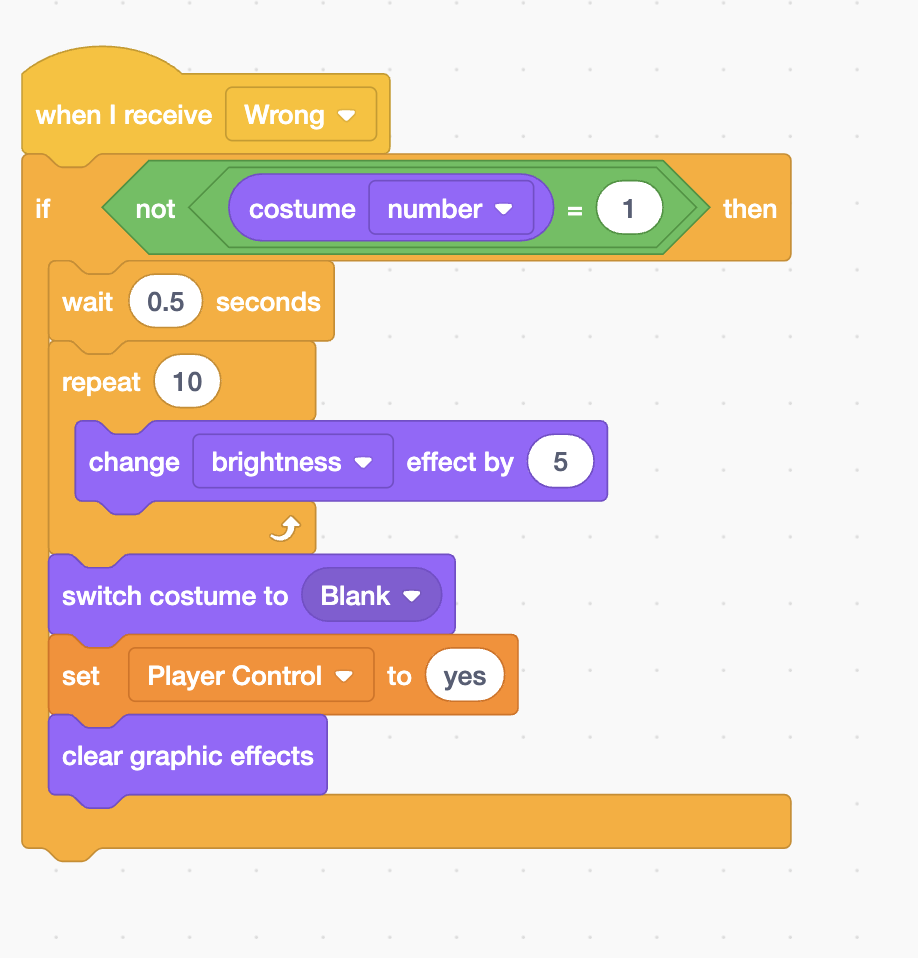 when I receive Wrong
if not costume number = 1 then
wait 0.5 seconds
repeat 10
change brightness effect by 5
switch costume to Blank
set Player Control to yes
clear graphic effects